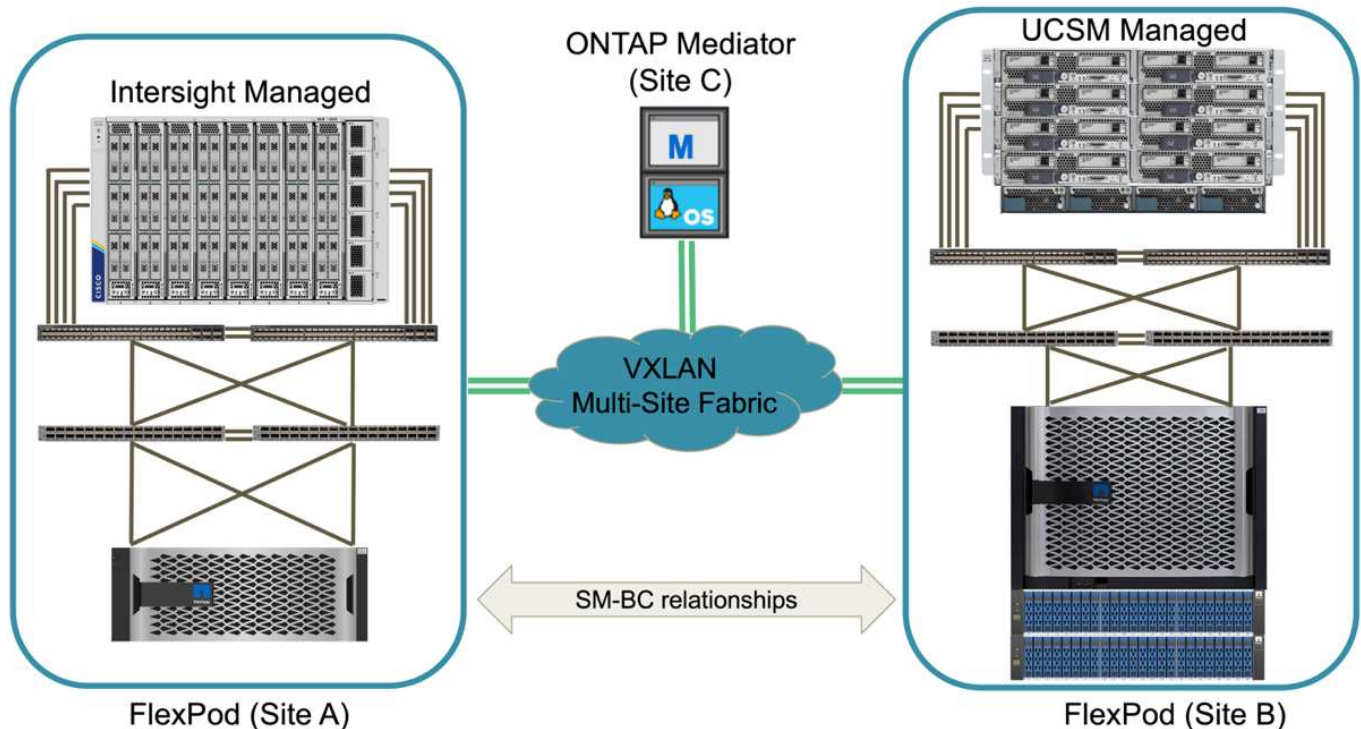 UCSM Managed
ONTAP Mediator
(Site C)
Intersight Managed
M
OS
CISCO
VXLAN
Multi-Site Fabric
SM-BC relationships
FlexPod (Site A)
FlexPod (Site B)